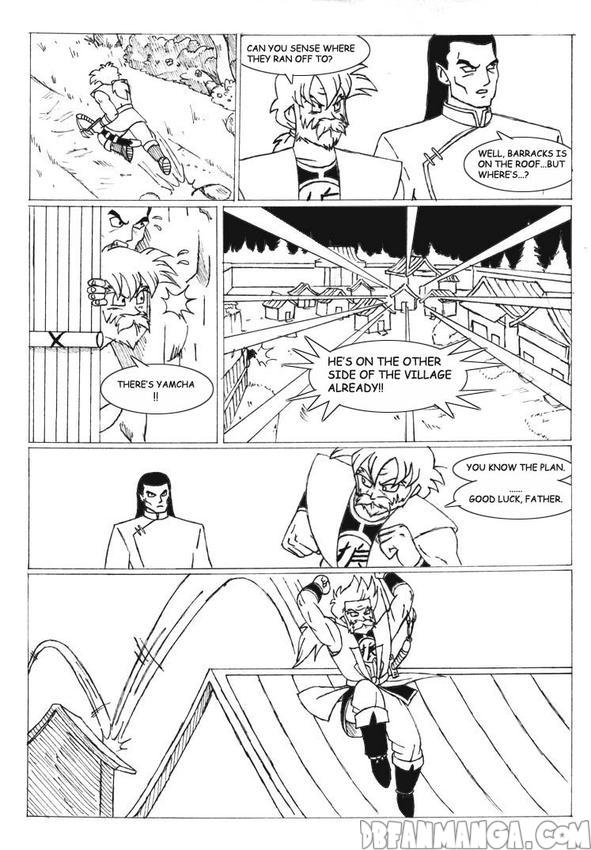 CAN YOU SENSE WHERE
THEY RAN OFF TO?
WELL, BARRACKS IS
ON THE ROOF...BUT
WHERE'S...?
THERE'S YAMCHA
!!
HE'S ON THE OTHER
SIDE OF THE VILLAGE
ALREADY!!
YOU KNOW THE PLAN.
......
GOOD LUCK, FATHER.
DBFANMANGA.COM